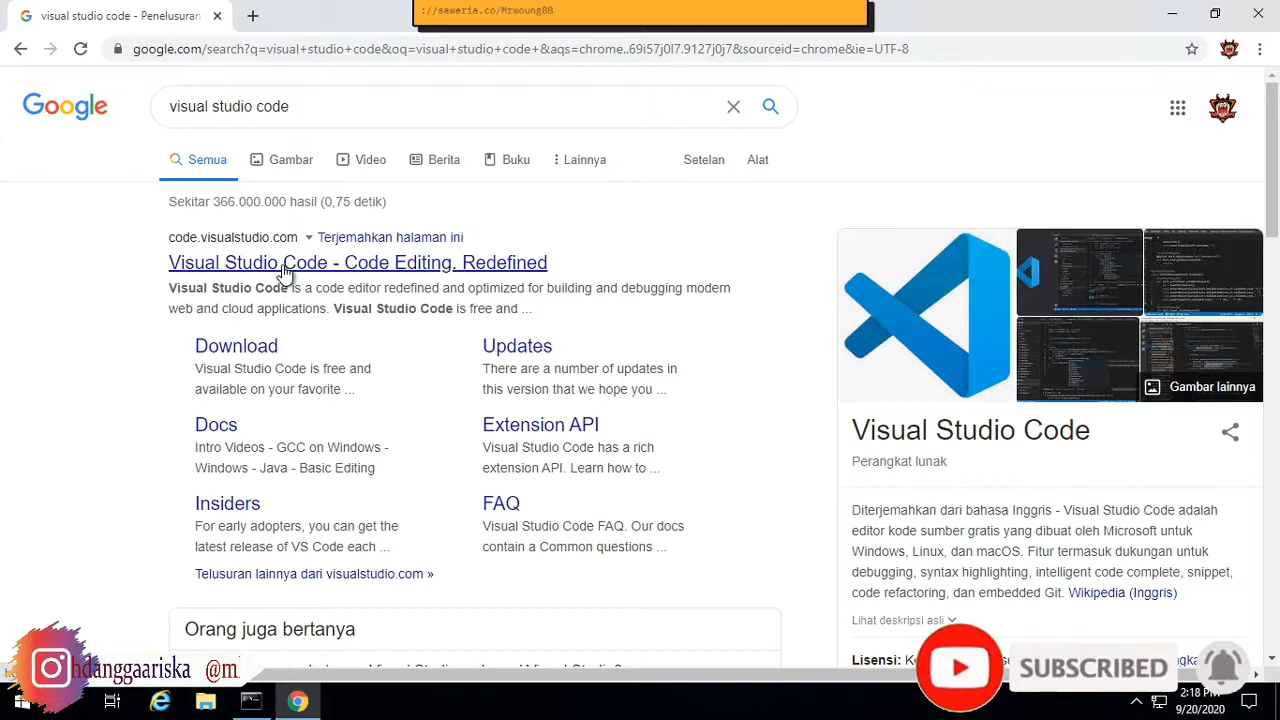 visual studio code - Penelusuran
://saweria.co/Mrwoung88
google.com/search?q=visual+studio+code&oq=visual+studio+code+&aqs=chrome..69i57j0l7.9127j0j7&sourceid=chrome&ie=UTF-8
Google
visual studio code
Semua
Gambar
Video
Berita
Buku
Lainnya
Setelan
Alat
Sekitar 366.000.000 hasil (0,75 detik)
code.visualstudio.com
Terjemahkan halaman ini
Visual Studio Code - Code Editing. Redefined
Visual Studio Code is a code editor redefined and optimized for building and debugging modern
web and cloud applications. Visual Studio Code is free and ...
Download
Visual Studio Code is free and
available on your favorite ...
Updates
There are a number of updates in
this version that we hope you ...
Docs
Intro Videos - GCC on Windows -
Windows - Java - Basic Editing
Extension API
Visual Studio Code has a rich
extension API. Learn how to ...
Insiders
For early adopters, you can get the
latest release of VS Code each ...
FAQ
Visual Studio Code FAQ. Our docs
contain a Common questions ...
Telusuran lainnya dari visualstudio.com »
Orang juga bertanya
Gambar lainnya
Visual Studio Code
Perangkat lunak
Diterjemahkan dari bahasa Inggris - Visual Studio Code adalah
editor kode sumber gratis yang dibuat oleh Microsoft untuk
Windows, Linux, dan macOS. Fitur termasuk dukungan untuk
debugging, syntax highlighting, intelligent code complete, snippet,
code refactoring, dan embedded Git. Wikipedia (Inggris)
Lihat deskripsi asli
Lisensi:
hdanggaariska @m
SUBSCRIBED
2:18 PM
9/20/2020